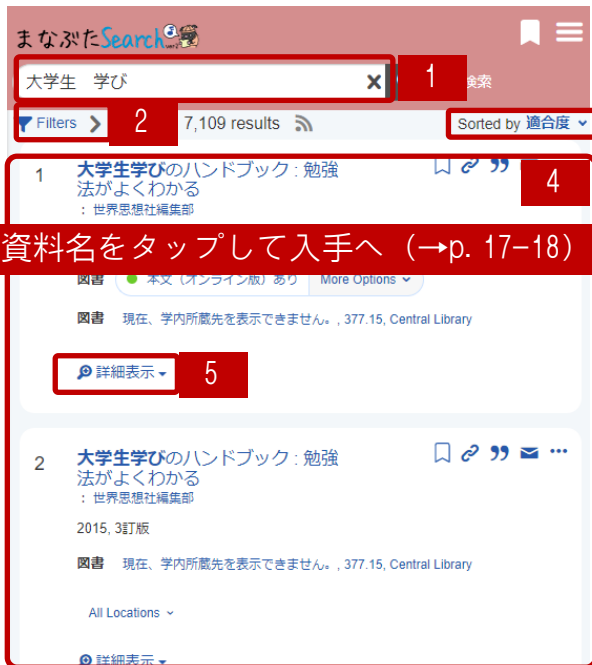 まなぶたSearch
大学生 学び
1
検索
Filters
2
7,109 results
Sorted by 適合度
1
大学生学びのハンドブック : 勉強
法がよくわかる
: 世界思想社編集部
4
資料名をタップして入手へ (→p. 17-18)
図書 本文(オンライン版)あり More Options
図書 現在、学内所蔵先を表示できません。, 377.15, Central Library
詳細表示
5
2
大学生学びのハンドブック : 勉強
法がよくわかる
: 世界思想社編集部
2015, 3訂版
図書 現在、学内所蔵先を表示できません。, 377.15, Central Library
All Locations
詳細表示